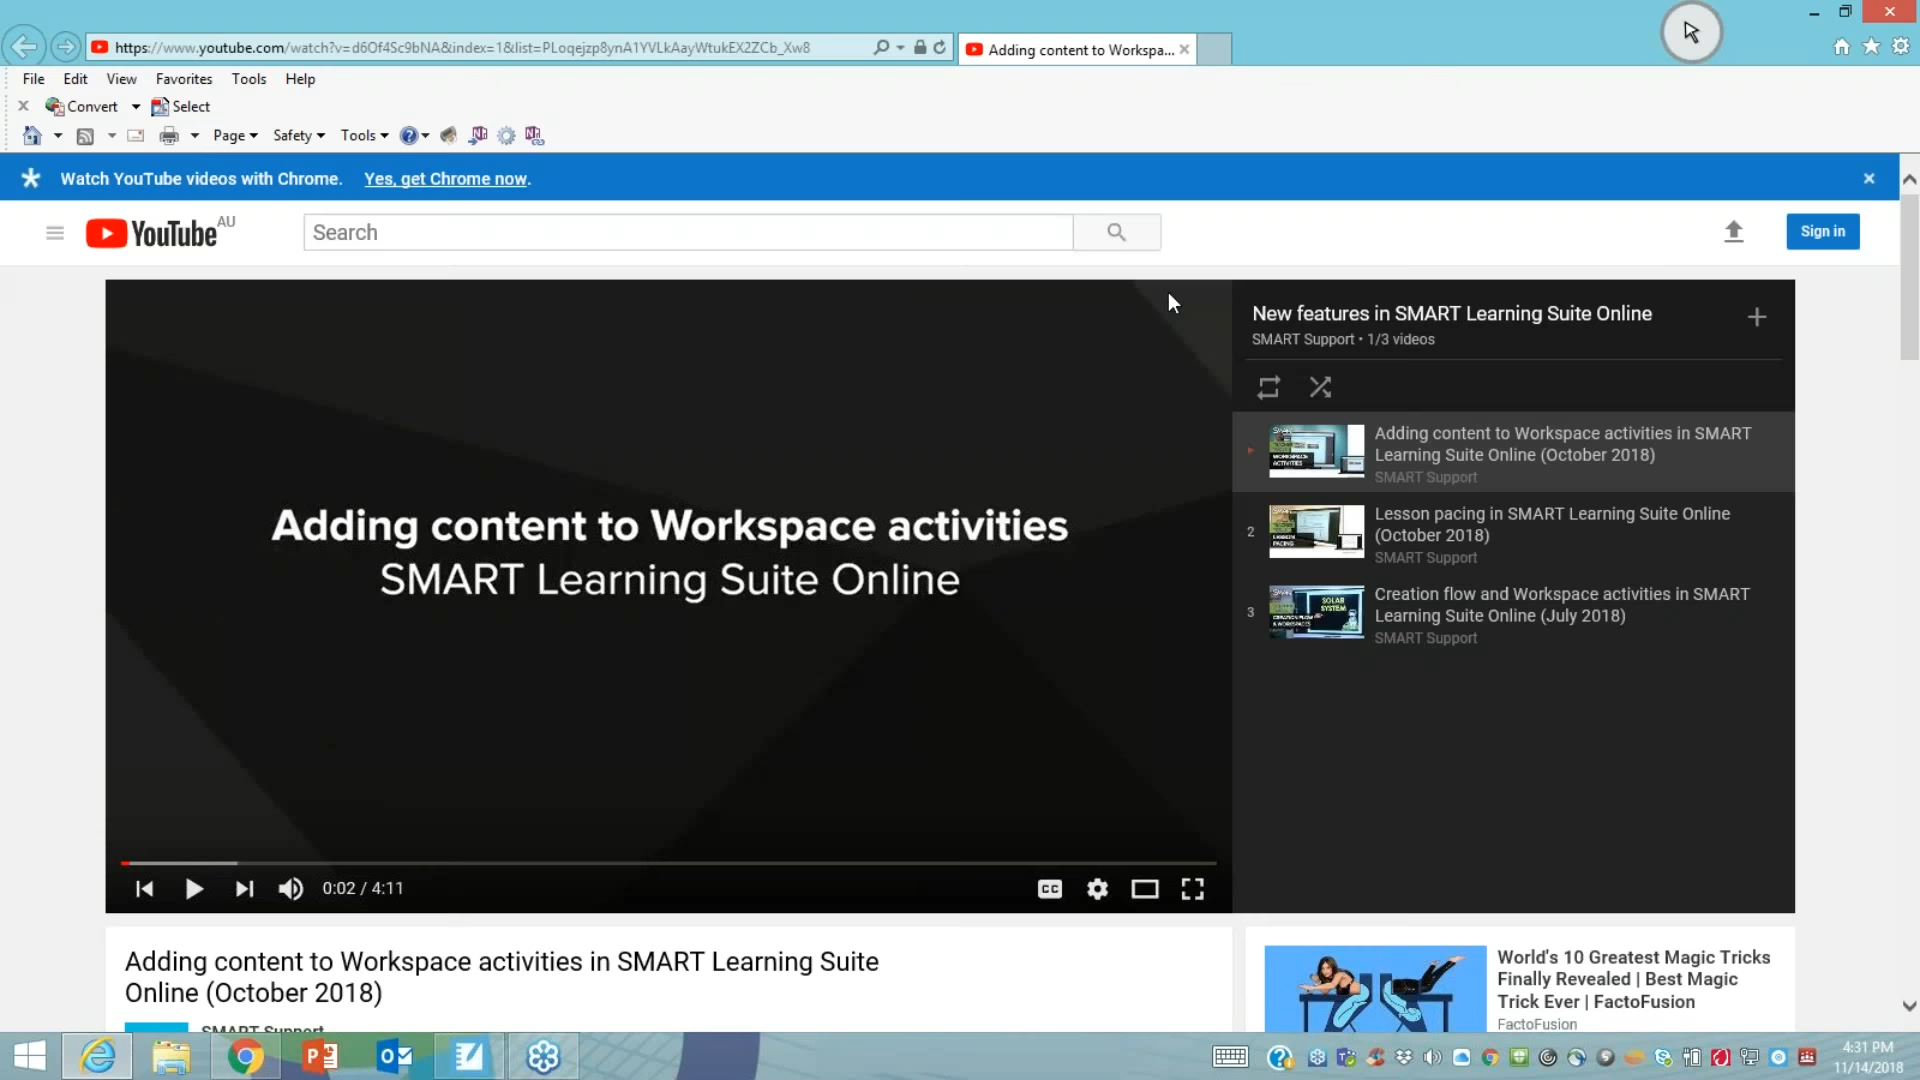 https://www.youtube.com/watch?v=d6Of4Sc9bNA&index=1&list=PLoqejzp8ynA1YVLkAayWtukEX2ZCb_Xw8
Adding content to Workspa...
File Edit View Favorites Tools Help
Convert Select
Page Safety Tools
Watch YouTube videos with Chrome. Yes, get Chrome now.
YouTube AU
Search
Sign in
New features in SMART Learning Suite Online
SMART Support • 1/3 videos
Adding content to Workspace activities in SMART
Learning Suite Online (October 2018)
SMART Support
2
Lesson pacing in SMART Learning Suite Online
(October 2018)
SMART Support
3
Creation flow and Workspace activities in SMART
Learning Suite Online (July 2018)
SMART Support
SOLAR
SYSTEM
Adding content to Workspace activities
SMART Learning Suite Online
0:02 / 4:11
CC
Adding content to Workspace activities in SMART Learning Suite
Online (October 2018)
SMART Support
World's 10 Greatest Magic Tricks
Finally Revealed | Best Magic
Trick Ever | FactoFusion
FactoFusion
4:31 PM
11/14/2018